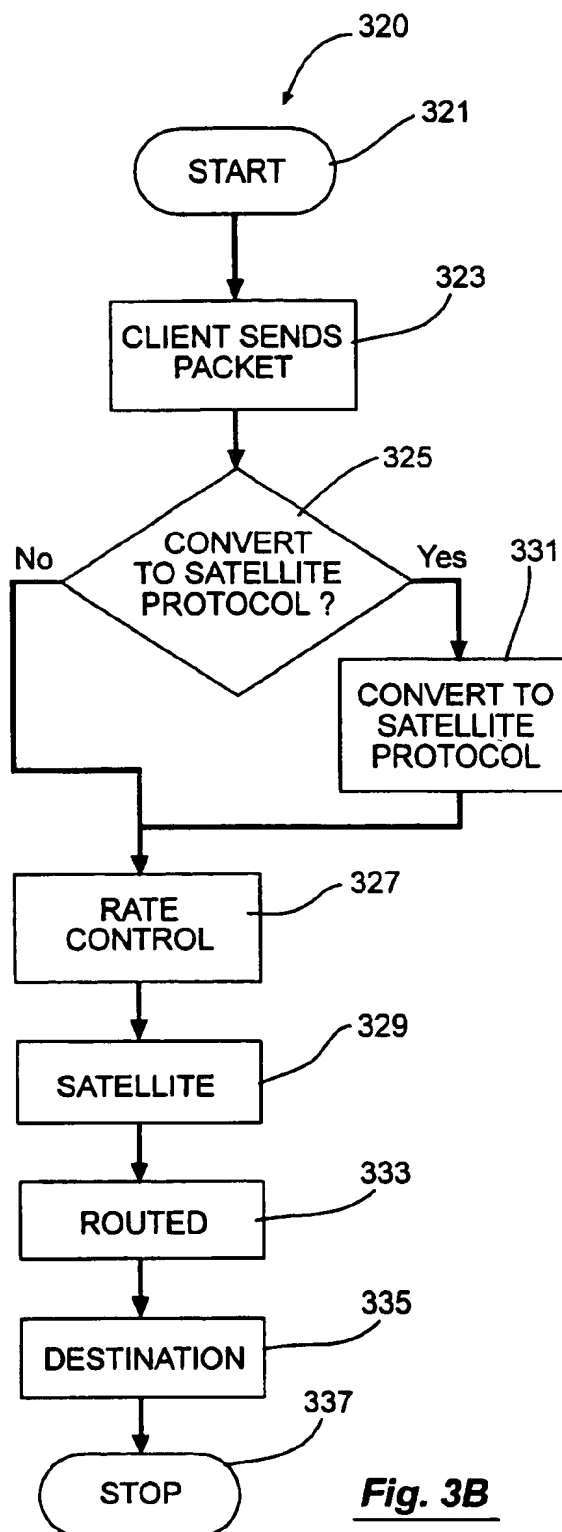 320
321
START
323
CLIENT SENDS
PACKET
325
CONVERT
TO SATELLITE
PROTOCOL ?
No
Yes
331
CONVERT TO
SATELLITE
PROTOCOL
327
RATE
CONTROL
329
SATELLITE
333
ROUTED
335
DESTINATION
337
STOP
Fig. 3B